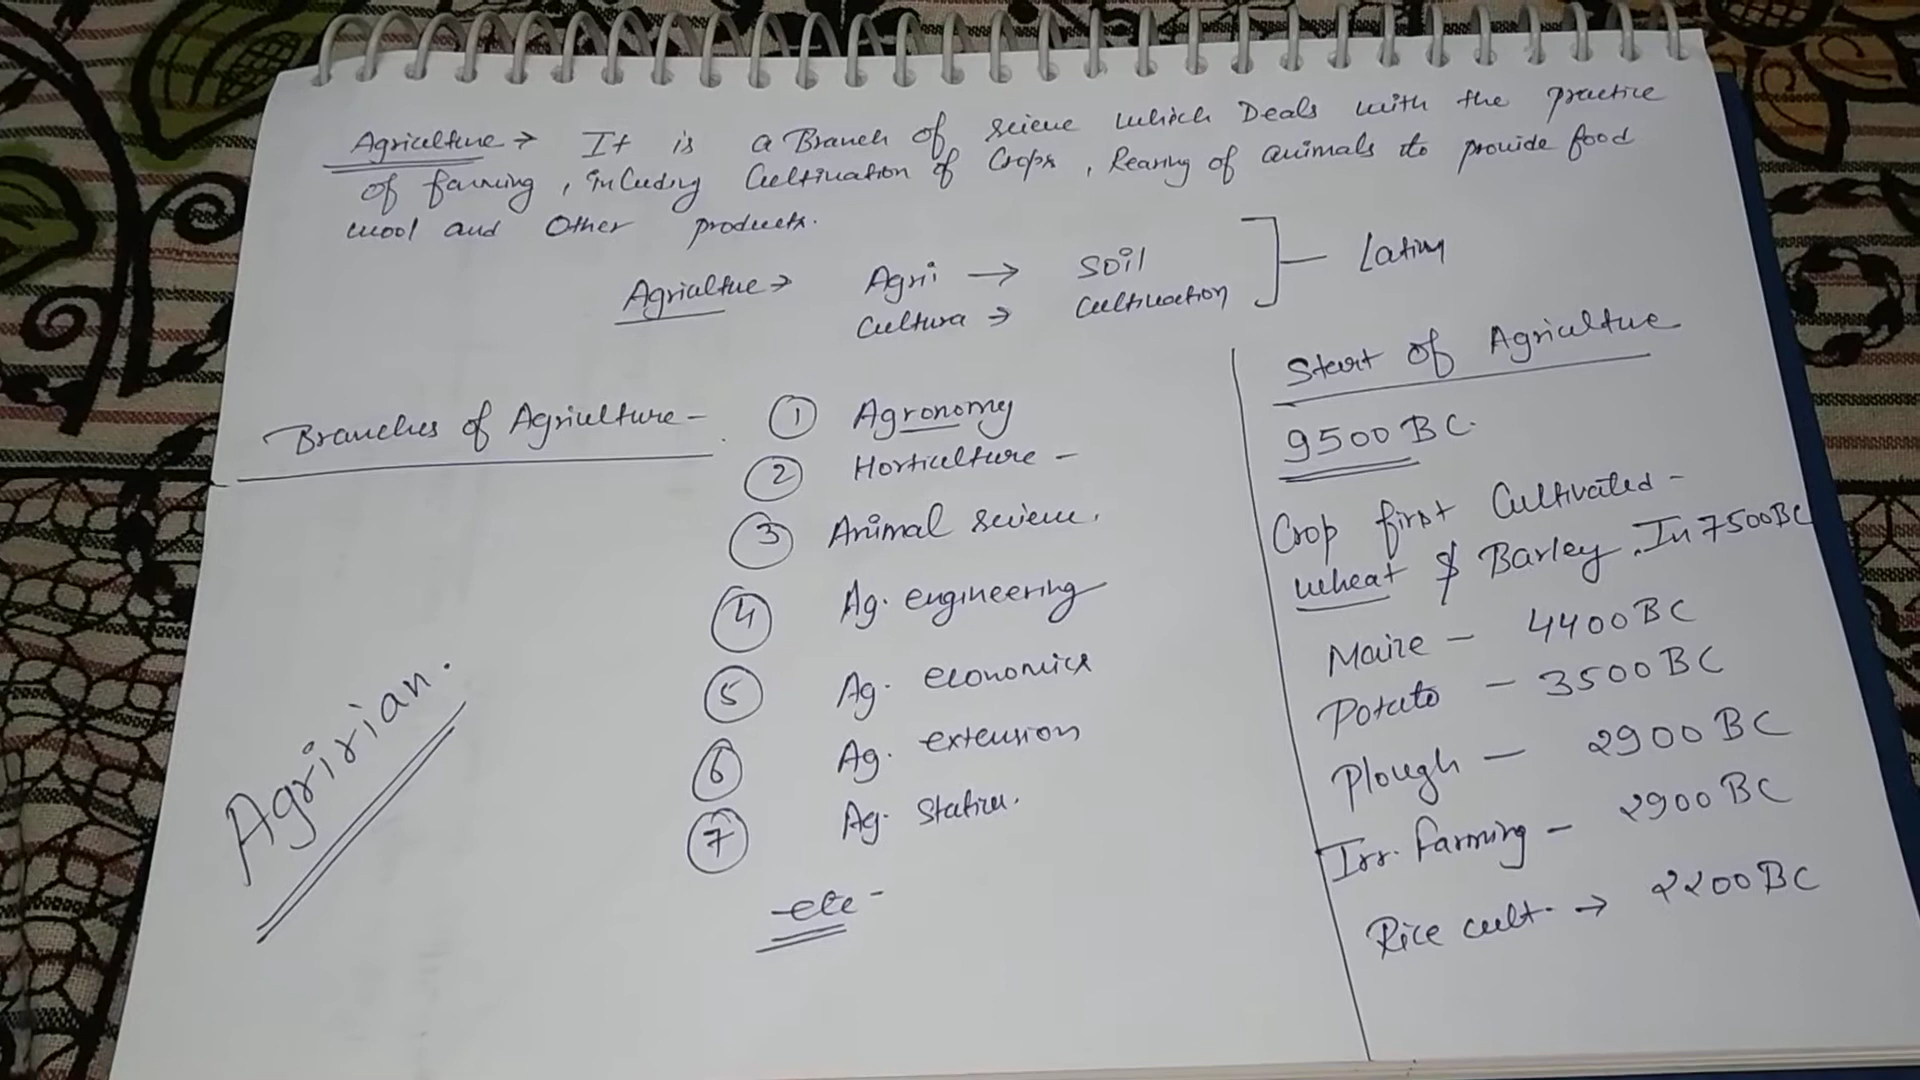 Agriculture → It is a Branch of science which Deals with the practice
of farming, including Cultivation of Crops, Rearing of animals to provide food
wool and Other products.
Agriculture → Agri → Soil
Cultura → Cultivation
Latin
Branches of Agriculture -
1 Agronomy
2 Horticulture -
3 Animal science.
4 Ag. engineering
5 Ag. economics
6 Ag. extension
7 Ag.
etc -
Agririan.
Start of Agriculture
9500 BC.
Crop first Cultivated -
wheat & Barley. In 7500 BC
Maize - 4400 BC
Potato - 3500 BC
Plough - 2900 BC
Irr. farming - 2900 BC
Rice cult. → 2200 BC